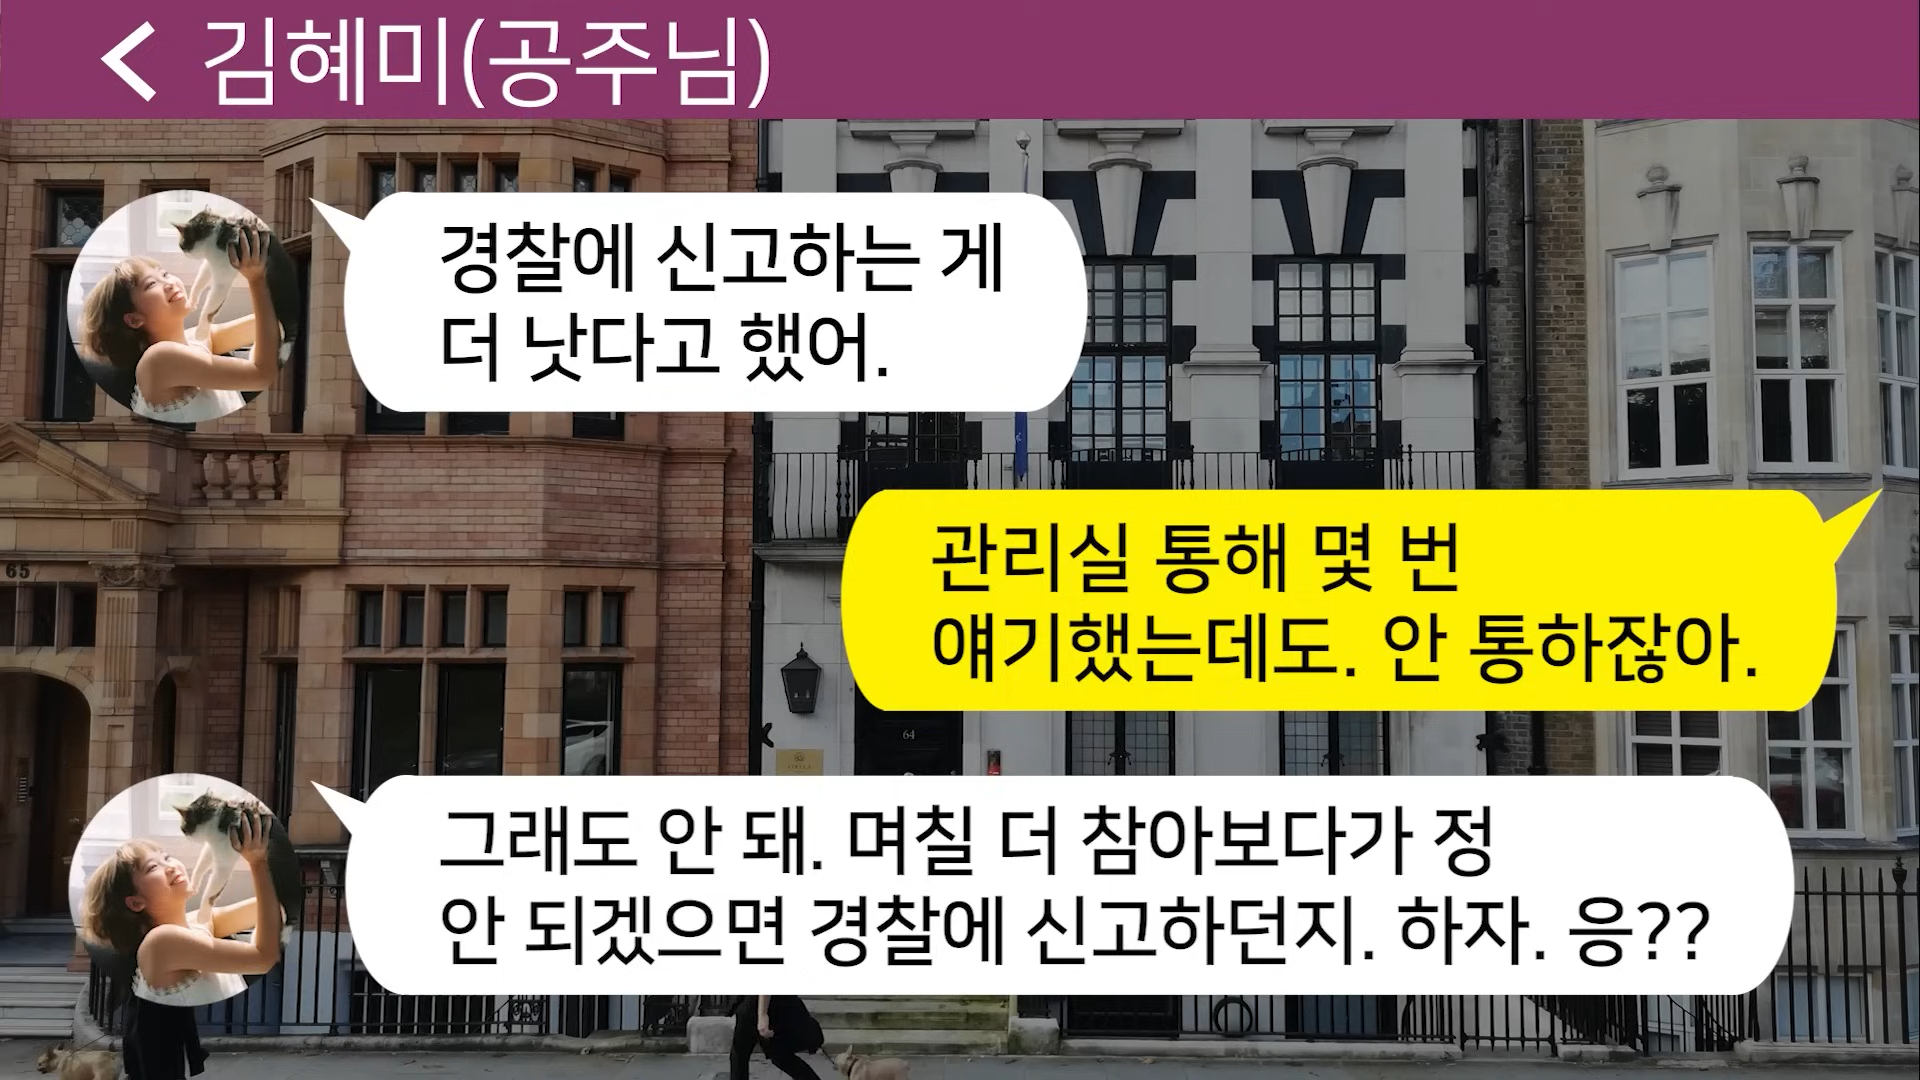 김혜미(공주님)
경찰에 신고하는 게
더 낫다고 했어.
관리실 통해 몇 번
얘기했는데도. 안 통하잖아.
그래도 안 돼. 며칠 더 참아보다가 정
안 되겠으면 경찰에 신고하던지. 하자. 응??
65
64